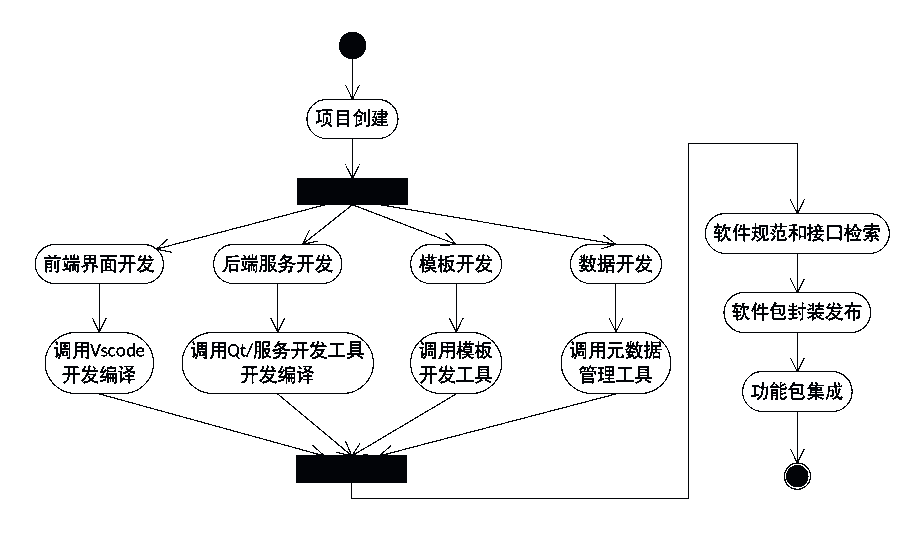 项目创建
前端界面开发
后端服务开发
模板开发
数据开发
调用Vscode
开发编译
调用Qt/服务开发工具
开发编译
调用模板
开发工具
调用元数据
管理工具
软件规范和接口检索
软件包封装发布
功能包集成